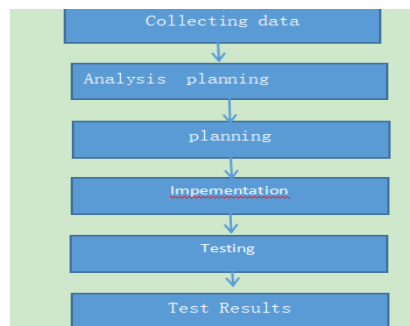 Collecting data
Analysis planning
planning
Impementation
Testing
Test Results